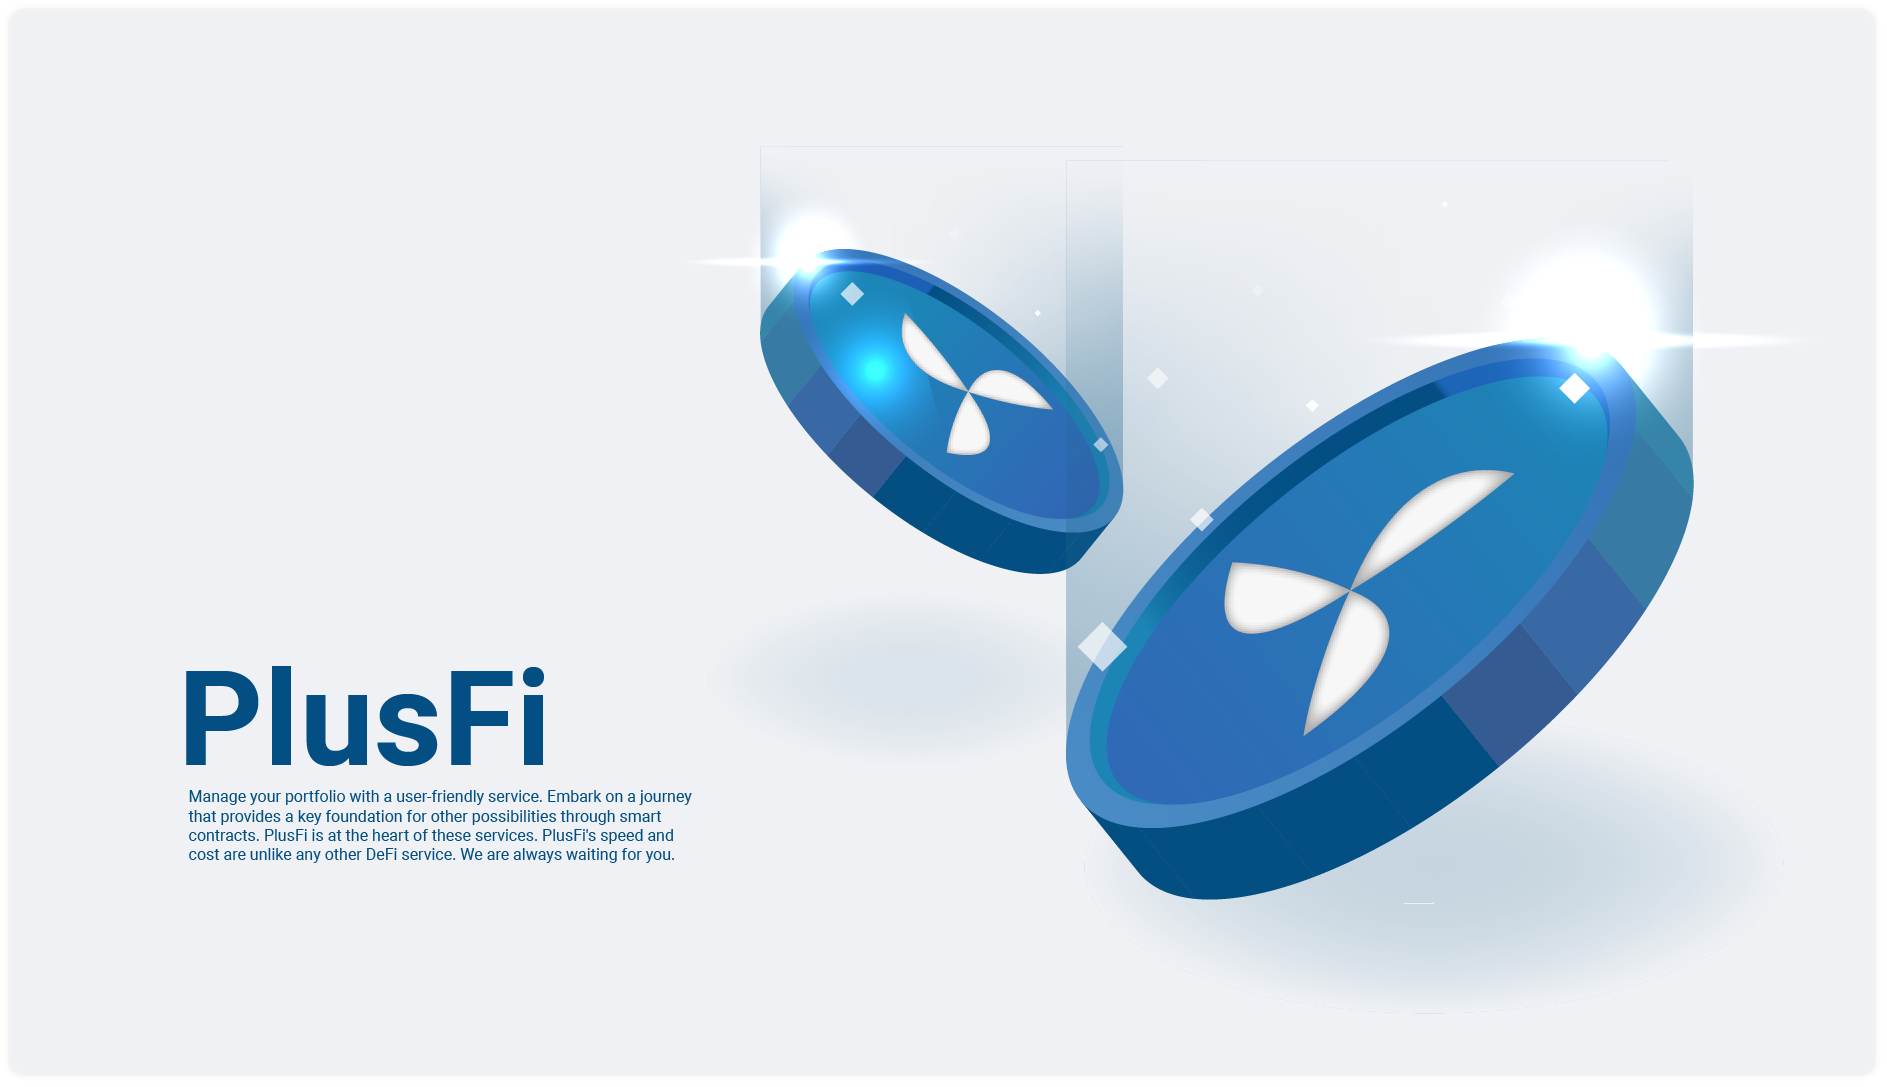 PlusFi
Manage your portfolio with a user-friendly service. Embark on a journey
that provides a key foundation for other possibilities through smart
contracts. PlusFi is at the heart of these services. PlusFi's speed and
cost are unlike any other DeFi service. We are always waiting for you.